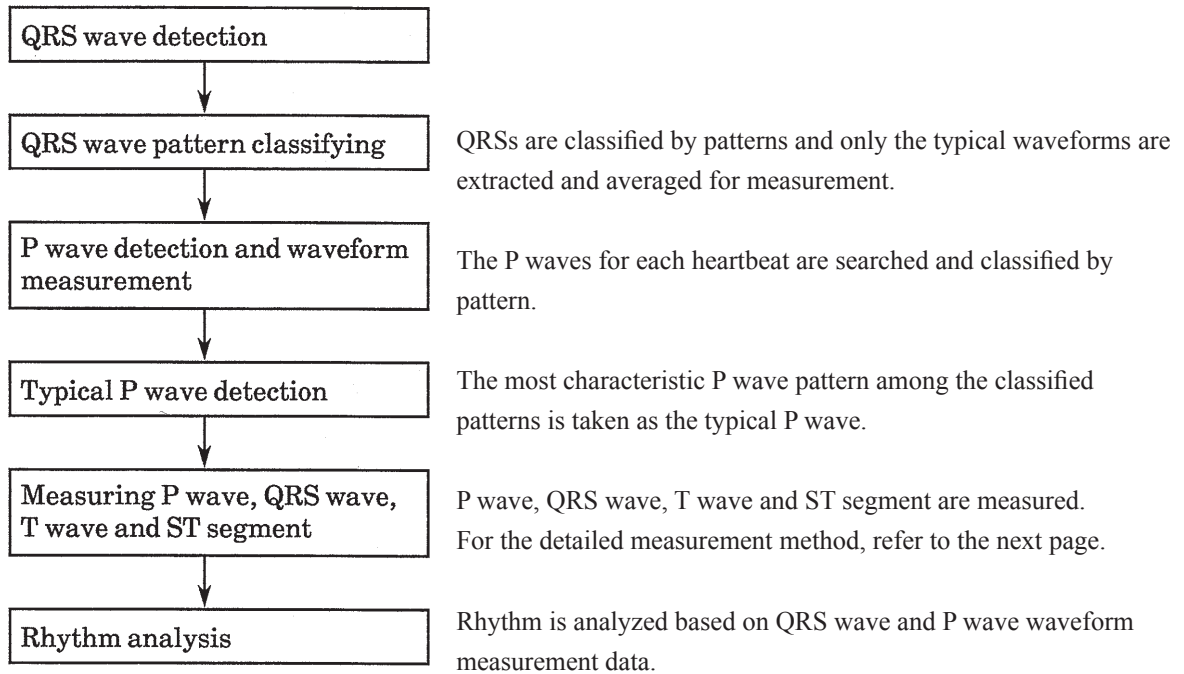 QRS wave detection
QRS wave pattern classifying
QRSs are classified by patterns and only the typical waveforms are
extracted and averaged for measurement.
P wave detection and waveform
measurement
The P waves for each heartbeat are searched and classified by
pattern.
Typical P wave detection
The most characteristic P wave pattern among the classified
patterns is taken as the typical P wave.
Measuring P wave, QRS wave,
T wave and ST segment
P wave, QRS wave, T wave and ST segment are measured.
For the detailed measurement method, refer to the next page.
Rhythm analysis
Rhythm is analyzed based on QRS wave and P wave waveform
measurement data.